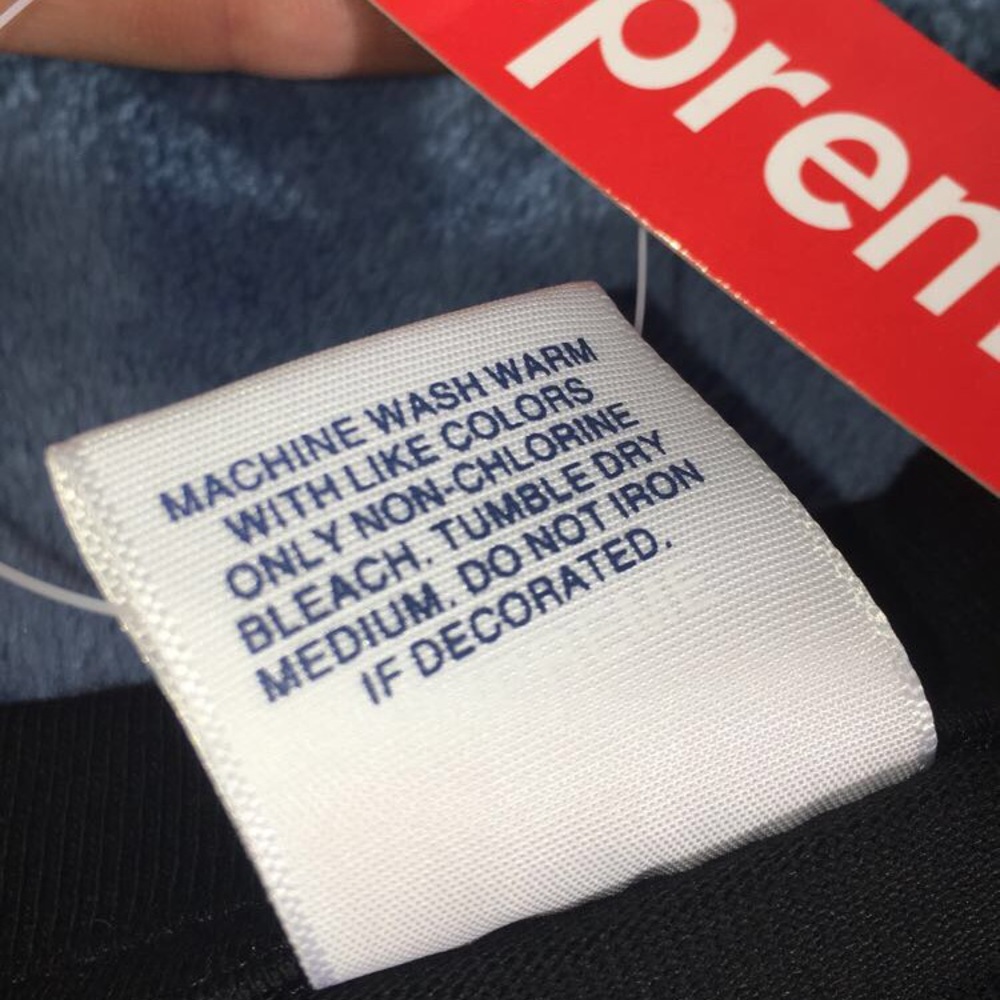 prem
MACHINE WASH WARM
WITH LIKE COLORS
ONLY NON-CHLORINE
BLEACH. TUMBLE DRY
MEDIUM. DO NOT IRON
IF DECORATED.